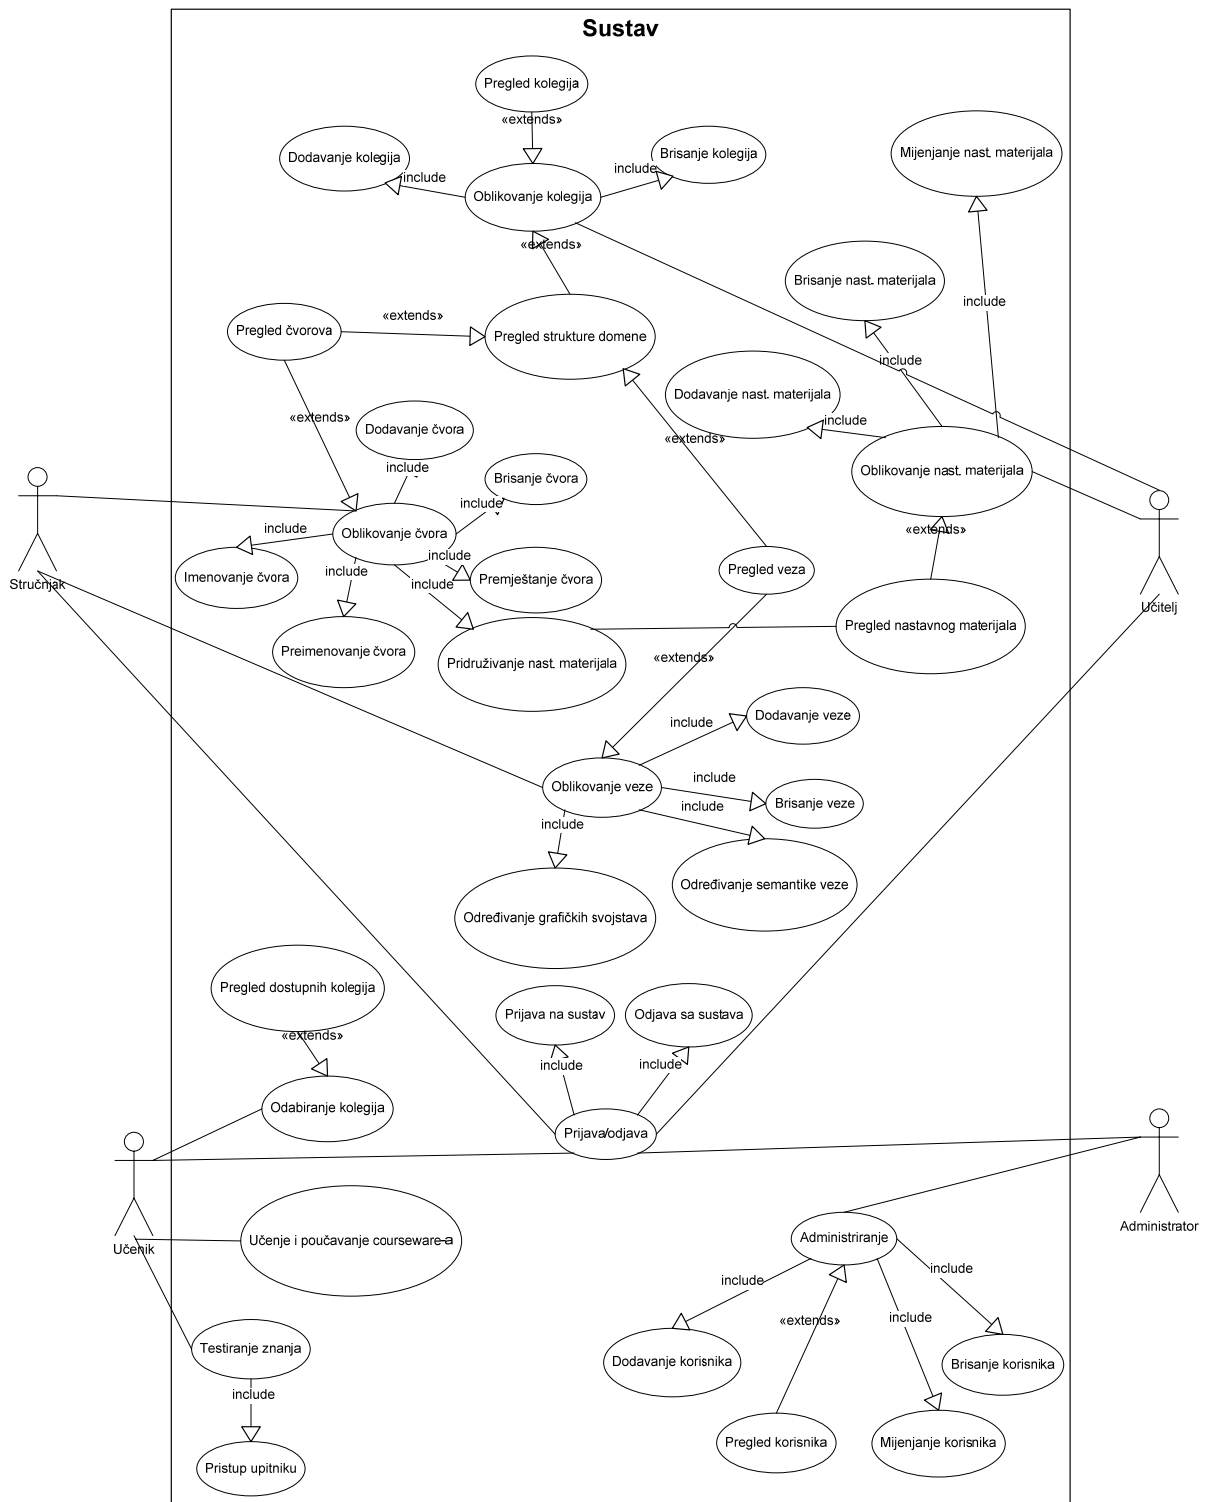 Sustav
Pregled kolegija
«extends»
Dodavanje kolegija
Brisanje kolegija
Mijenjanje nast. materijala
include
include
Oblikovanje kolegija
«extends»
Brisanje nast. materijala
include
Pregled čvorova
«extends»
Pregled strukture domene
include
Dodavanje nast. materijala
«extends»
Dodavanje čvora
include
«extends»
include
Brisanje čvora
Oblikovanje nast. materijala
include
include
Oblikovanje čvora
«extends»
include
include
Pregled veza
Imenovanje čvora
include
Premještanje čvora
Stručnjak
include
Učitelj
Pregled nastavnog materijala
Preimenovanje čvora
Pridruživanje nast. materijala
«extends»
Dodavanje veze
include
include
Oblikovanje veze
Brisanje veze
include
include
Određivanje semantike veze
Određivanje grafičkih svojstava
Pregled dostupnih kolegija
Prijava na sustav
Odjava sa sustava
«extends»
include
include
Odabiranje kolegija
Prijava/odjava
Administrator
Učenik
Učenje i poučavanje courseware-a
Administriranje
include
include
include
«extends»
Testiranje znanja
Dodavanje korisnika
Brisanje korisnika
include
Pregled korisnika
Mijenjanje korisnika
Pristup upitniku